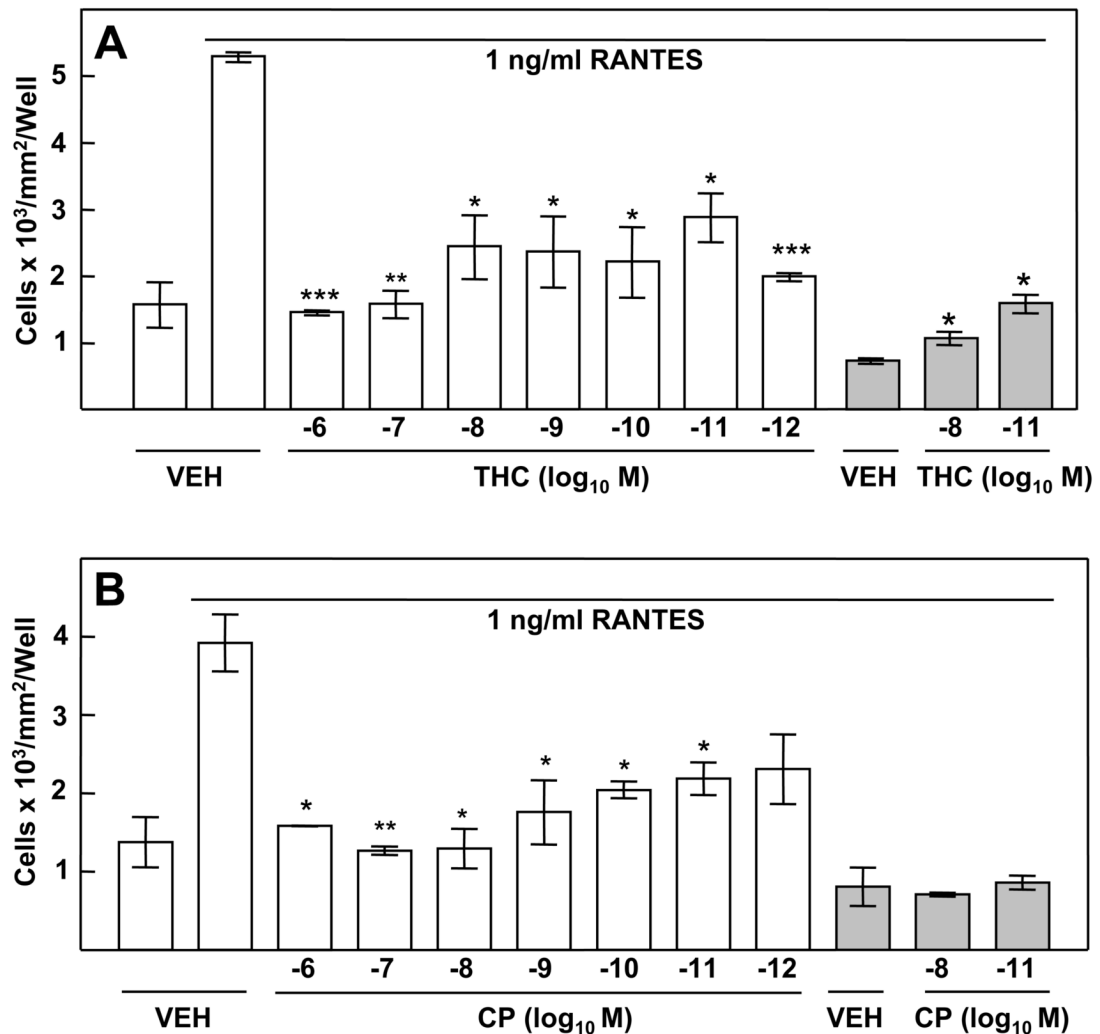 A
1 ng/ml RANTES
Cells x 10³/mm²/Well
5
4
3
2
1
*** ** * * * * *** * *
-6 -7 -8 -9 -10 -11 -12 -8 -11
VEH THC (log₁₀ M) VEH THC (log₁₀ M)
B
1 ng/ml RANTES
Cells x 10³/mm²/Well
4
3
2
1
* ** * * * *
-6 -7 -8 -9 -10 -11 -12 -8 -11
VEH CP (log₁₀ M) VEH CP (log₁₀ M)